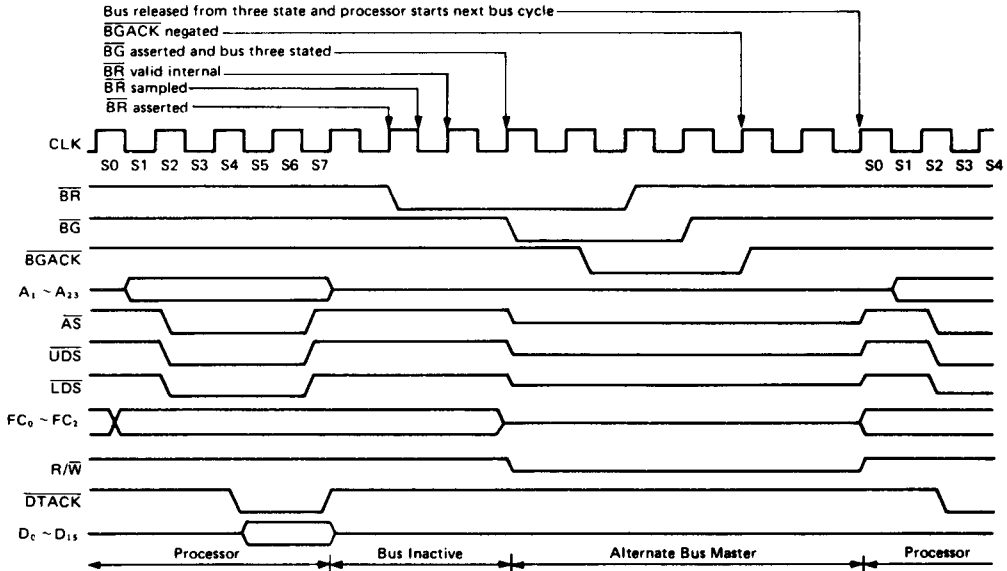 Bus released from three state and processor starts next bus cycle
BGACK negated
BG asserted and bus three stated
BR valid internal
BR sampled
BR asserted
CLK
S0 S1 S2 S3 S4 S5 S6 S7 S0 S1 S2 S3 S4
BR
BG
BGACK
A₁ ~ A₂₃
AS
UDS
LDS
FC₀ ~ FC₂
R/W
DTACK
D₀ ~ D₁₅
Processor Bus Inactive Alternate Bus Master Processor